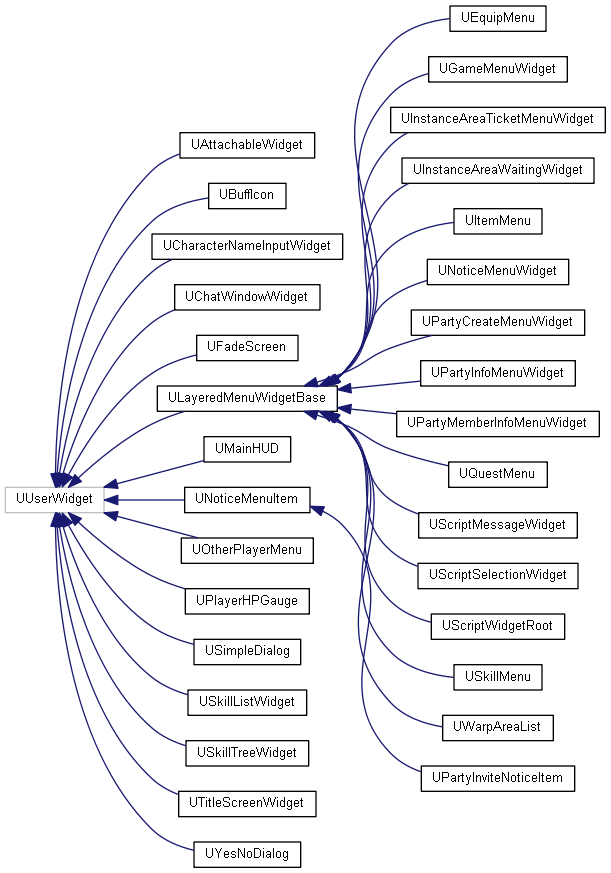 UUserWidget
UAttachableWidget
UBuffIcon
UCharacterNameInputWidget
UChatWindowWidget
UFadeScreen
ULayeredMenuWidgetBase
UMainHUD
UNoticeMenuItem
UOtherPlayerMenu
UPlayerHPGauge
USimpleDialog
USkillListWidget
USkillTreeWidget
UTitleScreenWidget
UYesNoDialog
UEquipMenu
UGameMenuWidget
UInstanceAreaTicketMenuWidget
UInstanceAreaWaitingWidget
UItemMenu
UNoticeMenuWidget
UPartyCreateMenuWidget
UPartyInfoMenuWidget
UPartyMemberInfoMenuWidget
UQuestMenu
UScriptMessageWidget
UScriptSelectionWidget
UScriptWidgetRoot
USkillMenu
UWarpAreaList
UPartyInviteNoticeItem